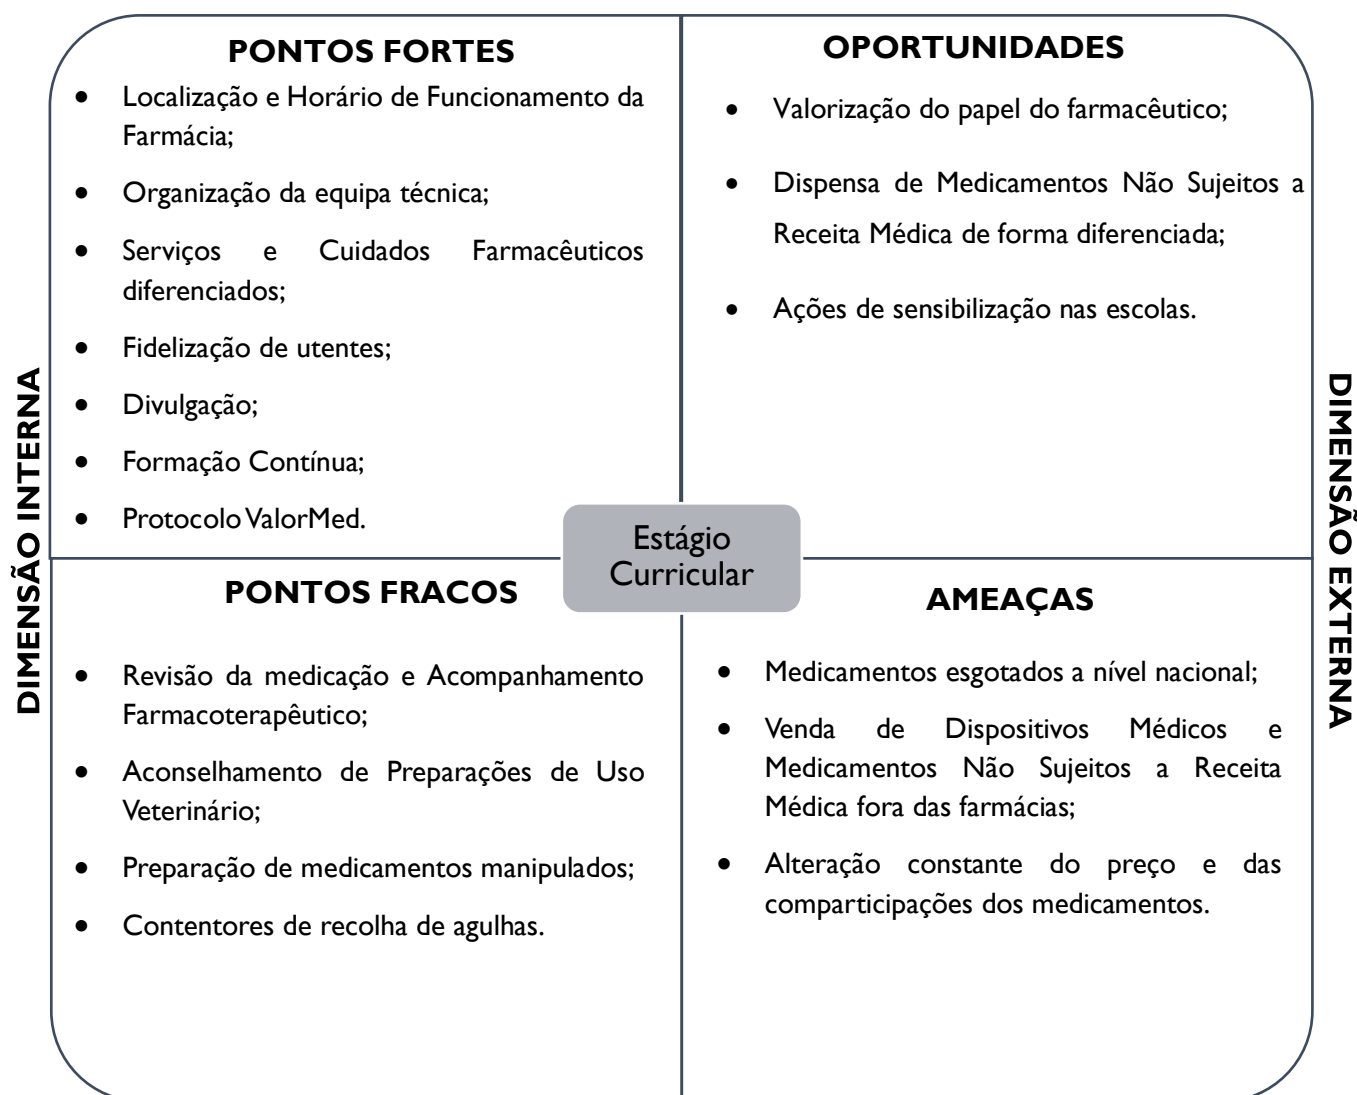 PONTOS FORTES
• Localização e Horário de Funcionamento da
Farmácia;
• Organização da equipa técnica;
• Serviços e Cuidados Farmacêuticos
diferenciados;
• Fidelização de utentes;
• Divulgação;
• Formação Contínua;
• Protocolo ValorMed.
OPORTUNIDADES
• Valorização do papel do farmacêutico;
• Dispensa de Medicamentos Não Sujeitos a
Receita Médica de forma diferenciada;
• Ações de sensibilização nas escolas.
DIMENSÃO INTERNA
Estágio
Curricular
DIMENSÃO EXTERNA
PONTOS FRACOS
• Revisão da medicação e Acompanhamento
Farmacoterapêutico;
• Aconselhamento de Preparações de Uso
Veterinário;
• Preparação de medicamentos manipulados;
• Contentores de recolha de agulhas.
AMEAÇAS
• Medicamentos esgotados a nível nacional;
• Venda de Dispositivos Médicos e
Medicamentos Não Sujeitos a Receita
Médica fora das farmácias;
• Alteração constante do preço e das
comparticipações dos medicamentos.